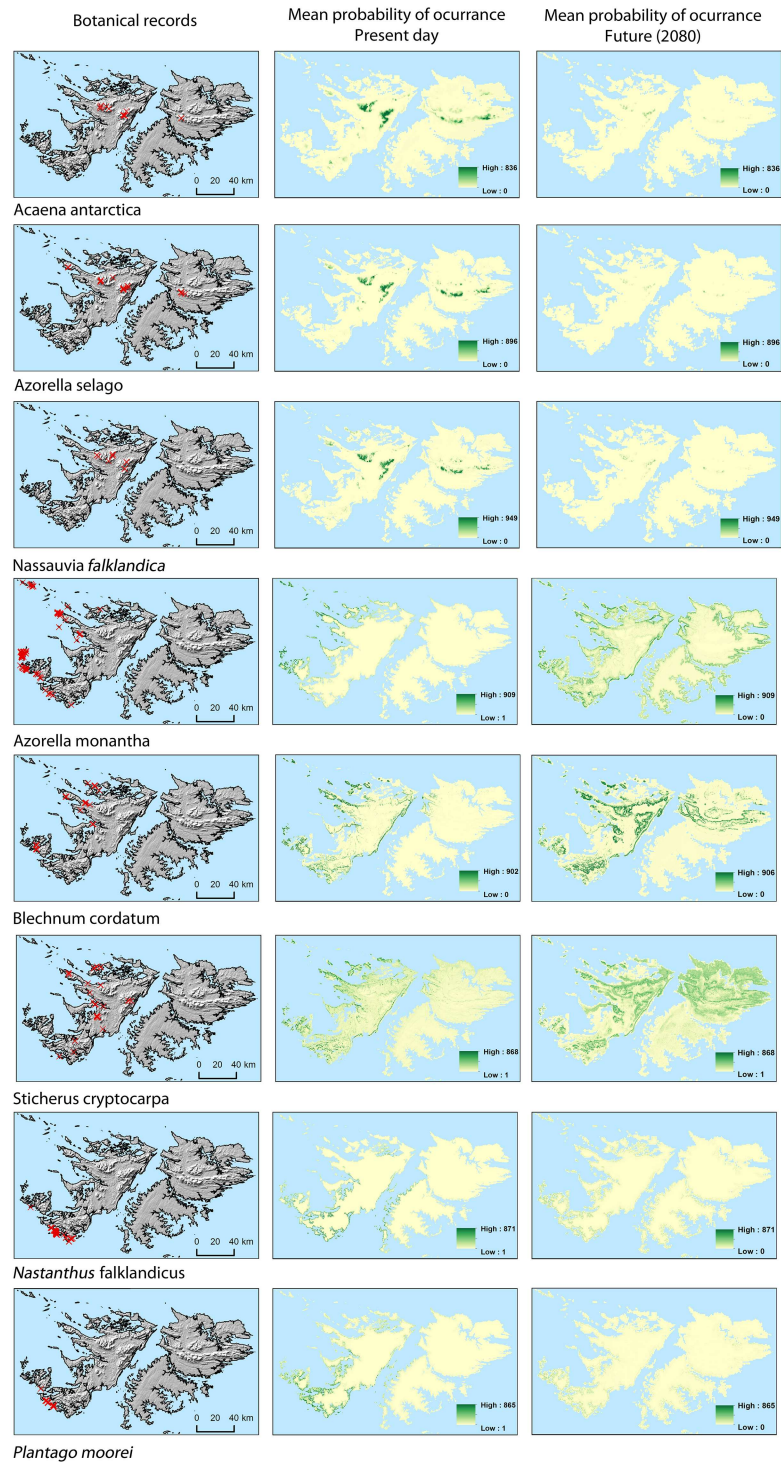 Botanical records
Mean probability of ocurrance
Present day
Mean probability of ocurrance
Future (2080)
0 20 40 km
High : 836
Low : 0
High : 836
Low : 0
Acaena antarctica
0 20 40 km
High : 896
Low : 0
High : 896
Low : 0
Azorella selago
0 20 40 km
High : 949
Low : 0
High : 949
Low : 0
Nassauvia falklandica
0 20 40 km
High : 909
Low : 1
High : 909
Low : 0
Azorella monantha
0 20 40 km
High : 902
Low : 0
High : 906
Low : 0
Blechnum cordatum
0 20 40 km
High : 868
Low : 1
High : 868
Low : 1
Sticherus cryptocarpa
0 20 40 km
High : 871
Low : 1
High : 871
Low : 0
Nastanthus falklandicus
0 20 40 km
High : 865
Low : 1
High : 865
Low : 0
Plantago moorei